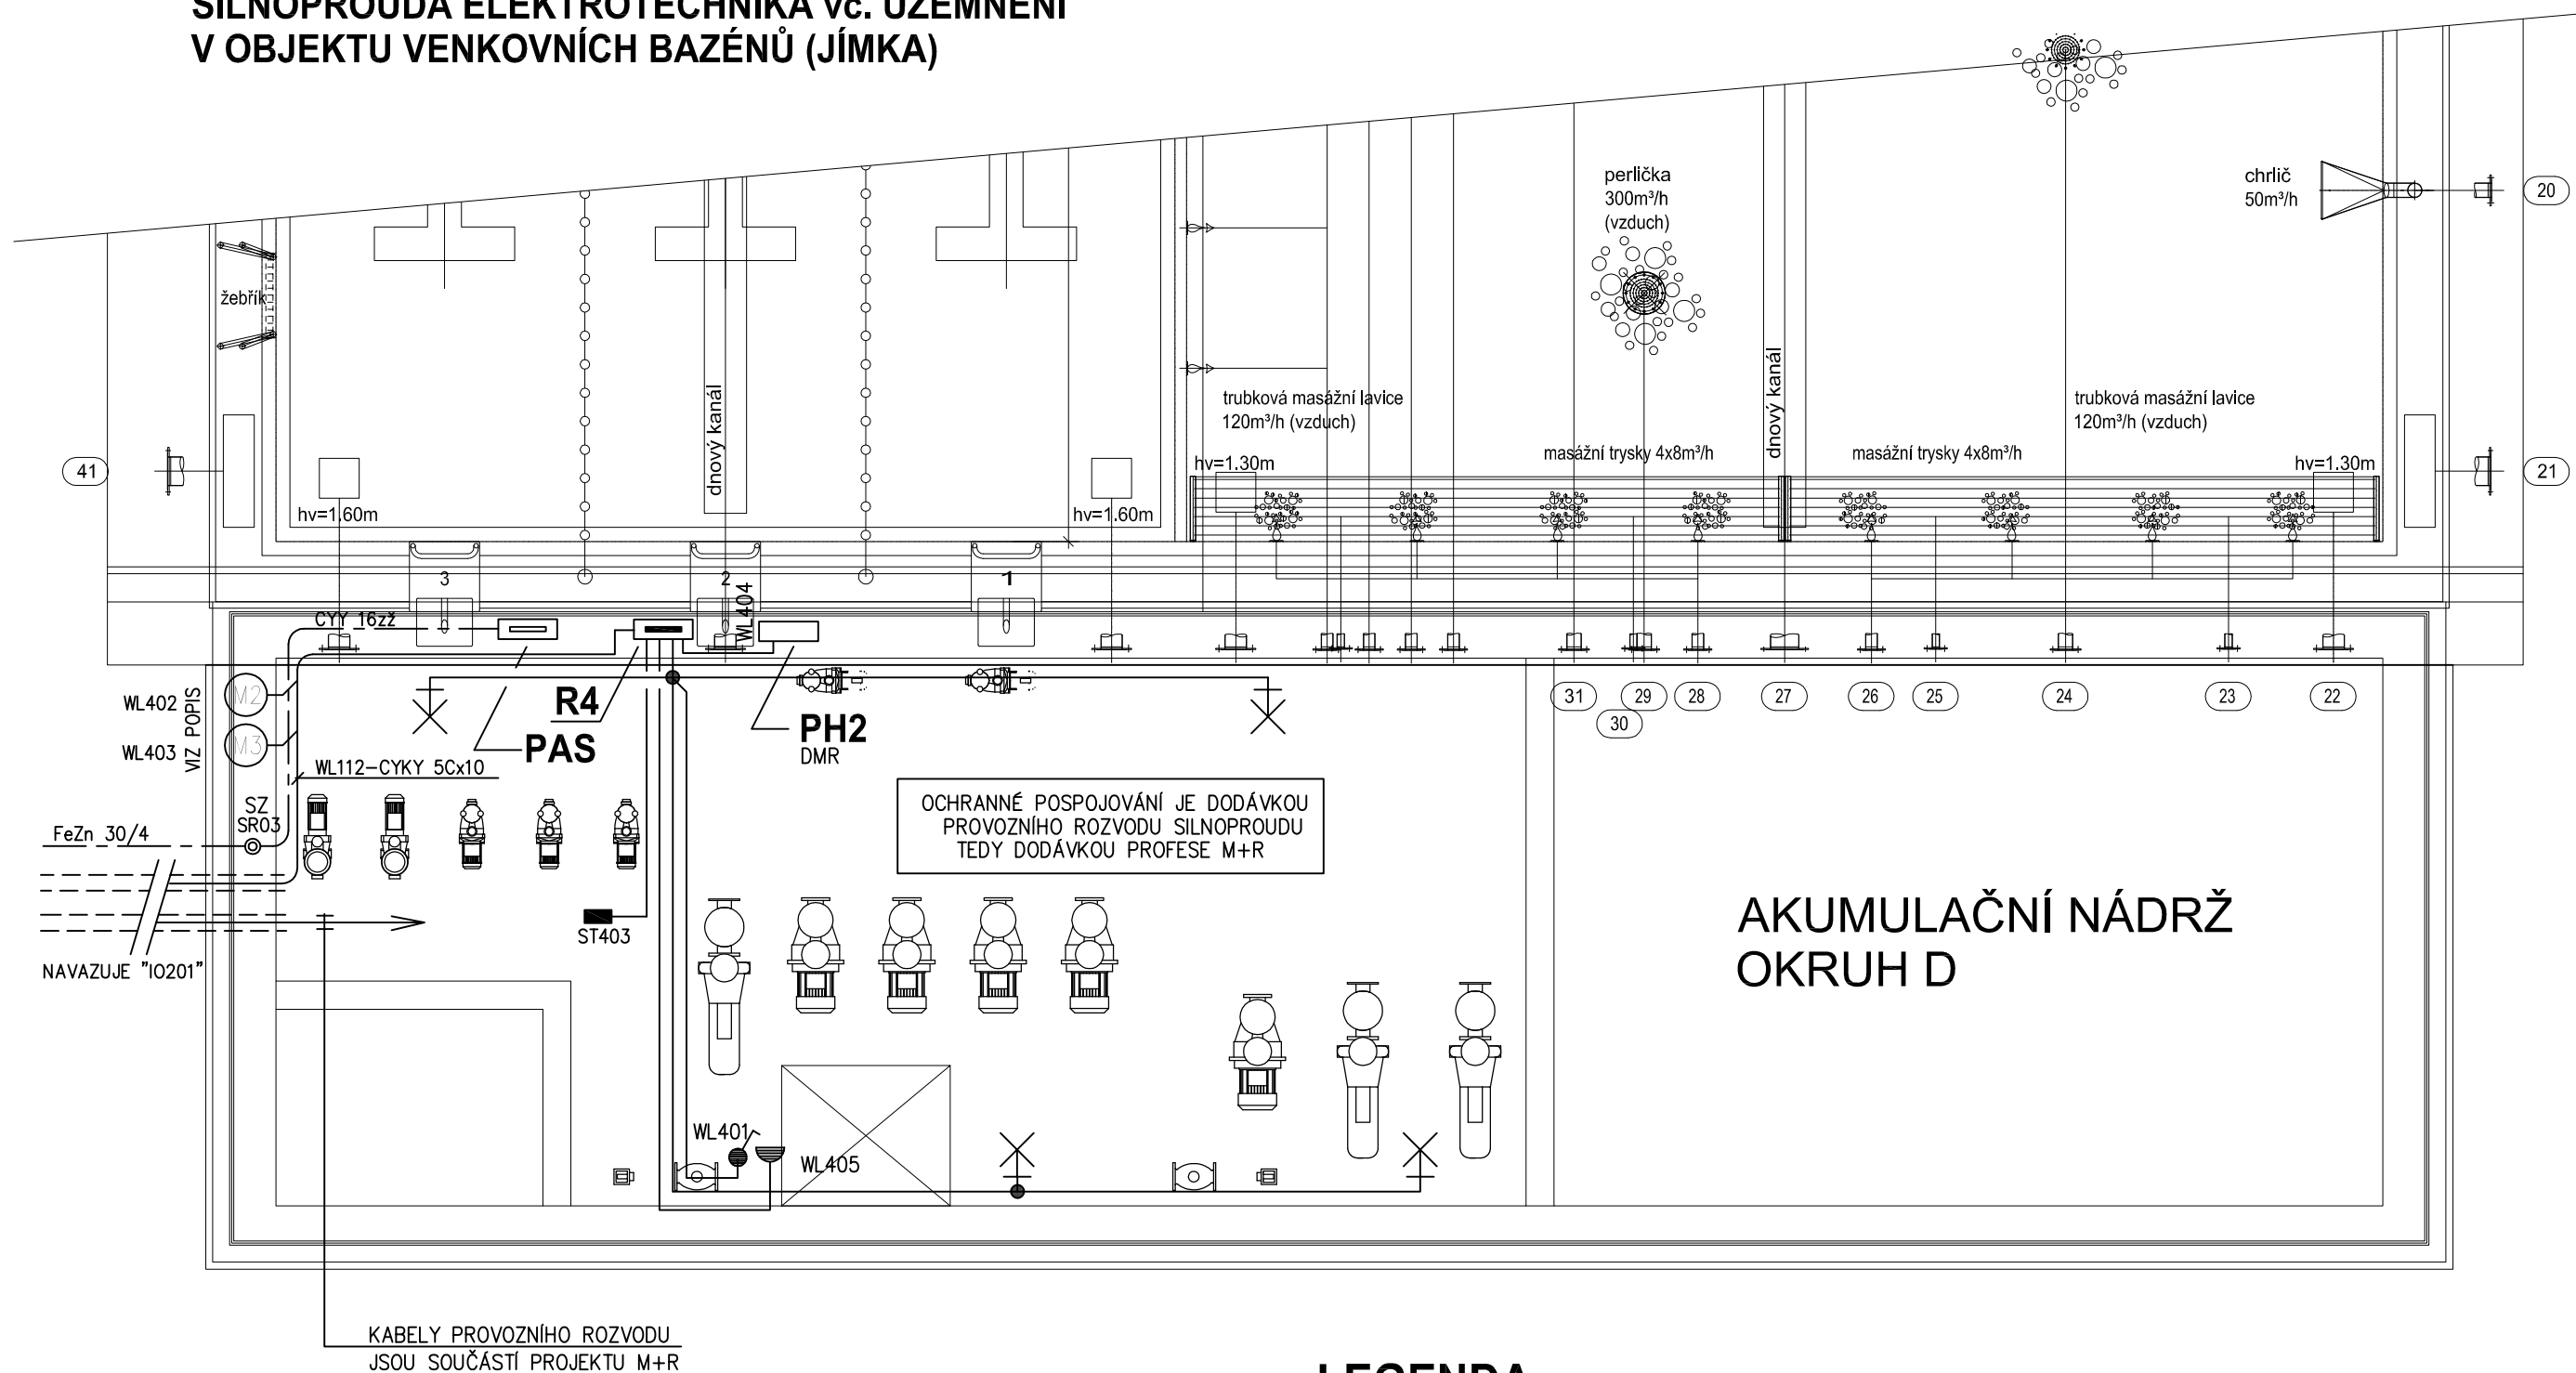 SILNOPROUDÁ ELEKTROTECHNIKA vč. UZEMNĚNÍ
V OBJEKTU VENKOVNÍCH BAZÉNŮ (JÍMKA)
perlička
300m³/h
(vzduch)
chrlič
50m³/h
20
žebřík
dnový kanál
dnový kanál
trubková masážní lavice
120m³/h (vzduch)
trubková masážní lavice
120m³/h (vzduch)
masážní trysky 4x8m³/h
masážní trysky 4x8m³/h
hv=1.30m
hv=1.30m
41
21
hv=1.60m
hv=1.60m
3
2
1
WL404
CYY 16zž
WL402
M2
WL403
M3
VIZ POPIS
R4
PAS
PH2
DMR
31
30
29
28
27
26
25
24
23
22
WL112-CYKY 5Cx10
SZ
SR03
FeZn 30/4
OCHRANNÉ POSPOJOVÁNÍ JE DODÁVKOU
PROVOZNÍHO ROZVODU SILNOPROUDU
TEDY DODÁVKOU PROFESE M+R
ST403
NAVAZUJE "IO201"
AKUMULAČNÍ NÁDRŽ
OKRUH D
WL401
WL405
KABELY PROVOZNÍHO ROZVODU
JSOU SOUČÁSTÍ PROJEKTU M+R
LEGENDA